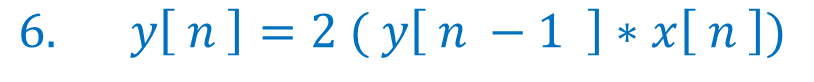 6. y[ n ] = 2 ( y[ n − 1 ] ∗ x[ n ])